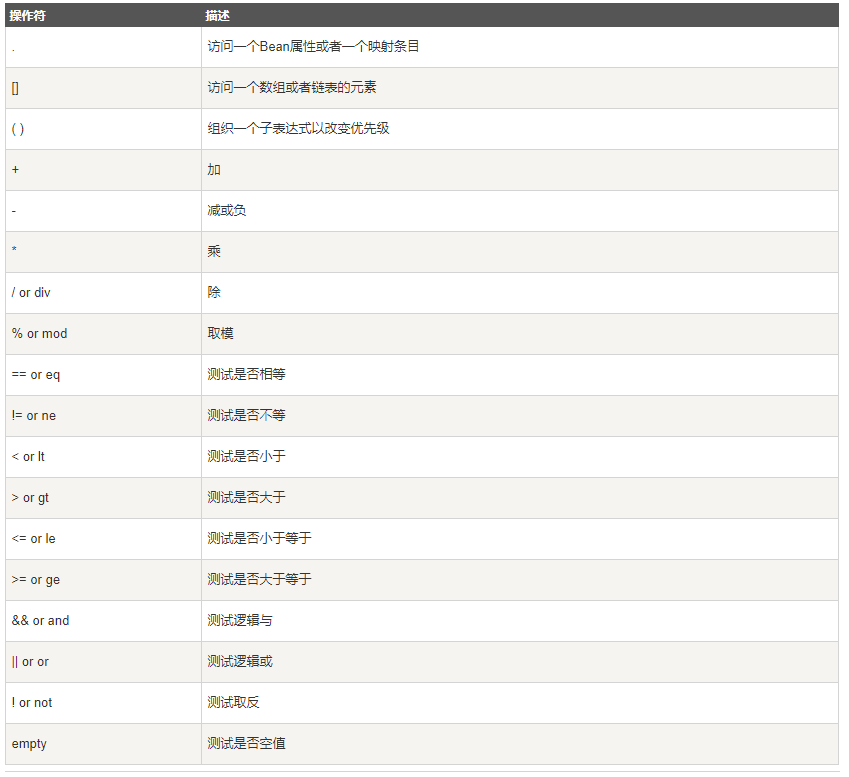 操作符 描述
. 访问一个Bean属性或者一个映射条目
[] 访问一个数组或者链表的元素
( ) 组织一个子表达式以改变优先级
+ 加
- 减或负
* 乘
/ or div 除
% or mod 取模
== or eq 测试是否相等
!= or ne 测试是否不等
< or lt 测试是否小于
> or gt 测试是否大于
<= or le 测试是否小于等于
>= or ge 测试是否大于等于
&& or and 测试逻辑与
|| or or 测试逻辑或
! or not 测试取反
empty 测试是否空值